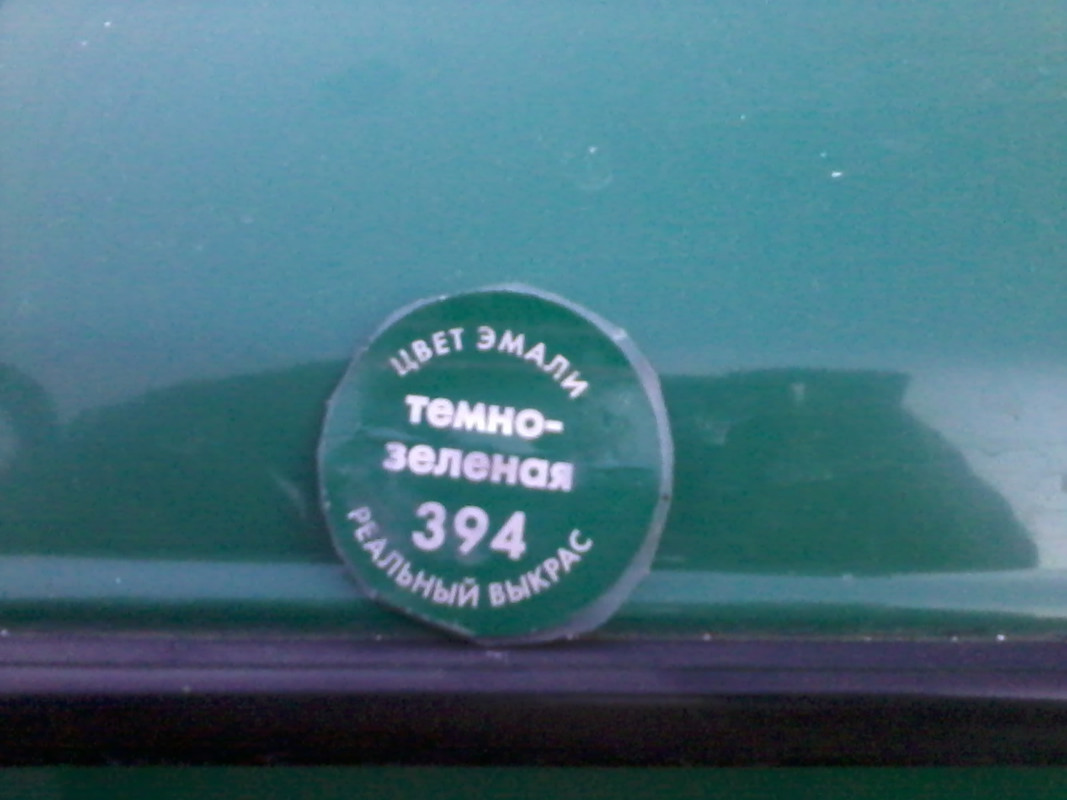 ЦВЕТ ЭМАЛИ
темно-
зеленая
394
РЕАЛЬНЫЙ ВЫКРАС